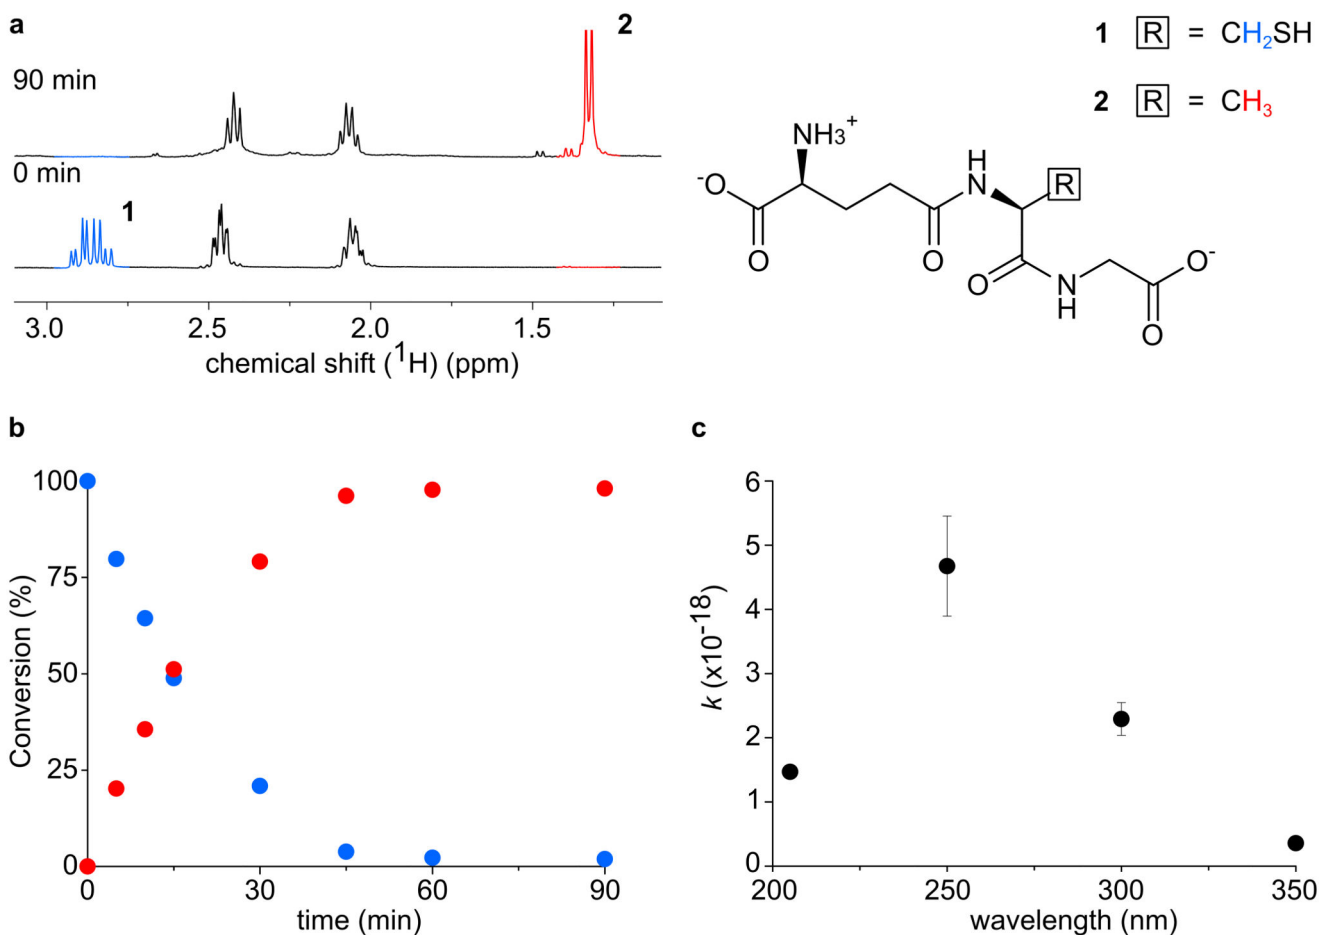 a
2
1 R = CH₂SH
90 min
2 R = CH₃
NH₃⁺
0 min
H
N
R
1
⁻O
O
O
O
N
H
O⁻
O
3.0 2.5 2.0 1.5
chemical shift (¹H) (ppm)
b
c
100
75
50
25
0
Conversion (%)
0 30 60 90
time (min)
6
5
4
3
2
1
0
k (x10⁻¹⁸)
200 250 300 350
wavelength (nm)